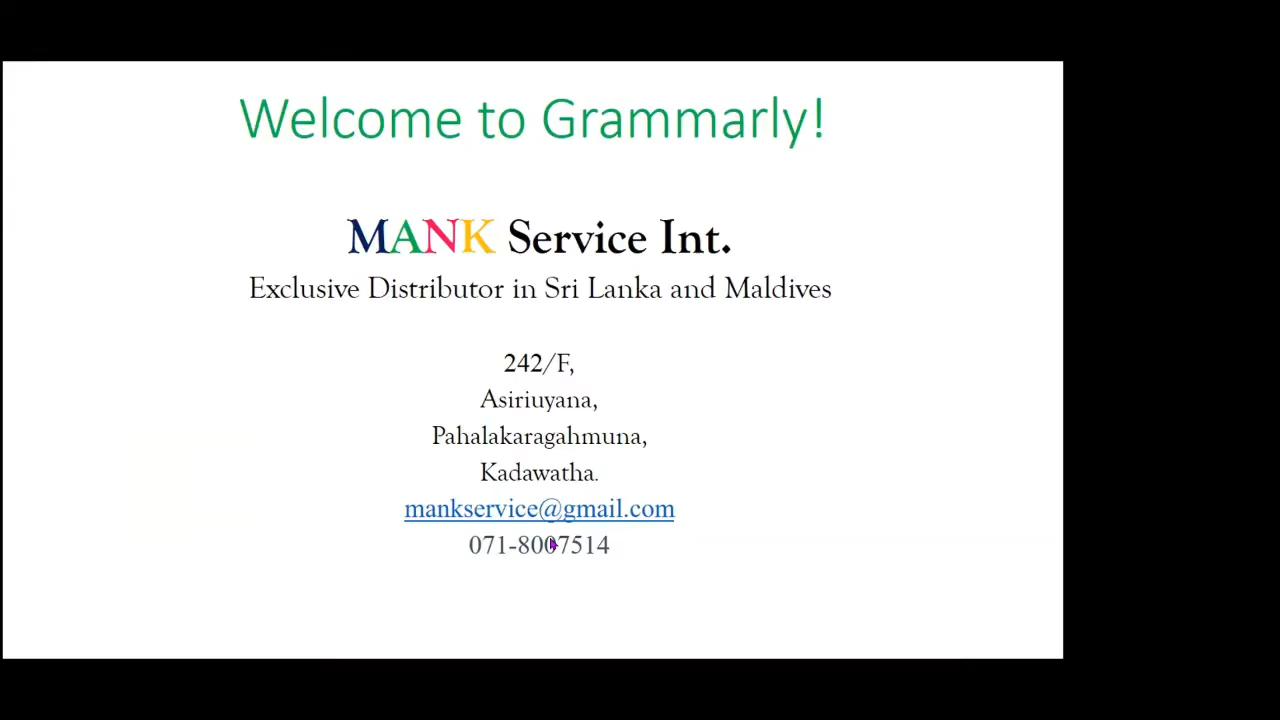 Welcome to Grammarly!
MANK Service Int.
Exclusive Distributor in Sri Lanka and Maldives
242/F,
Asiriuyana,
Pahalakaragahmuna,
Kadawatha.
mankservice@gmail.com
071-8007514